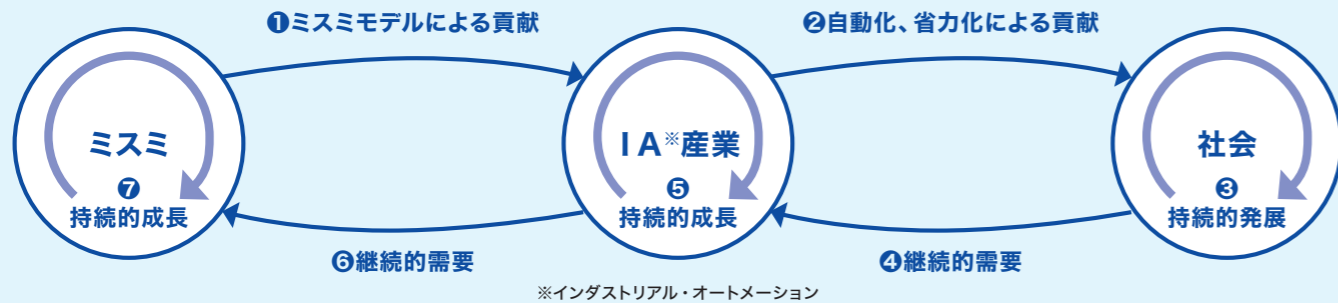 ❶ミスミモデルによる貢献
❷自動化、省力化による貢献
ミスミ
❼
持続的成長
IA※産業
❺
持続的成長
社会
❸
持続的発展
❻継続的需要
❹継続的需要
※インダストリアル・オートメーション